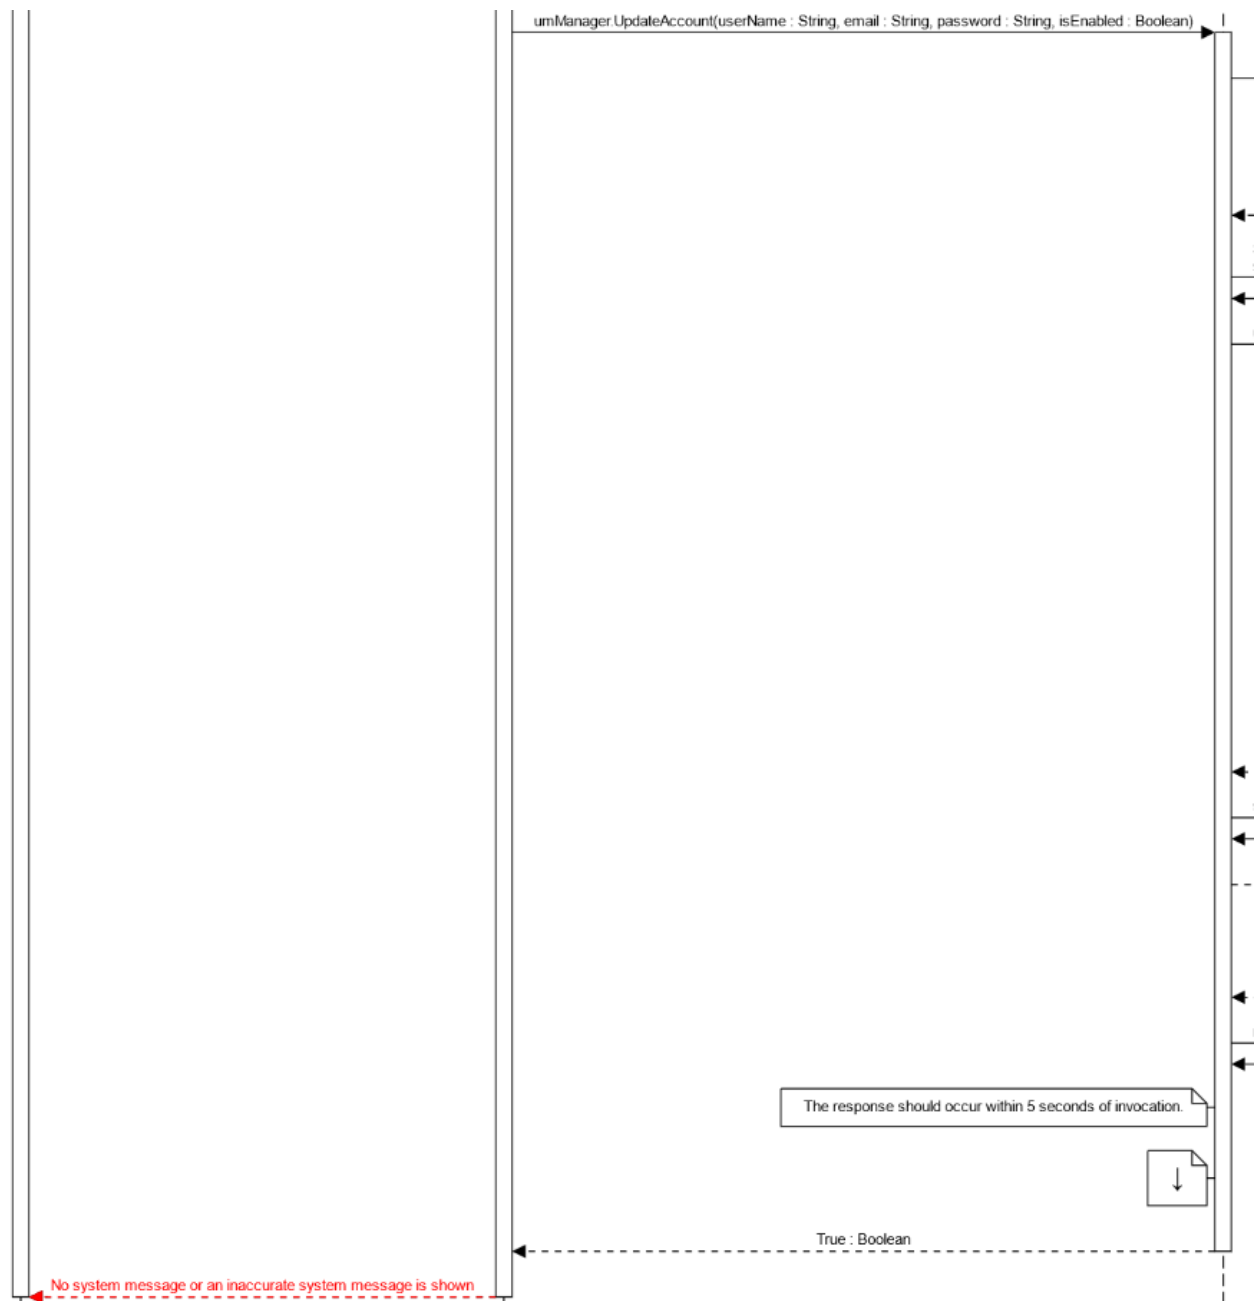 umManager.UpdateAccount(userName : String, email : String, password : String, isEnabled : Boolean)
The response should occur within 5 seconds of invocation.
True : Boolean
No system message or an inaccurate system message is shown